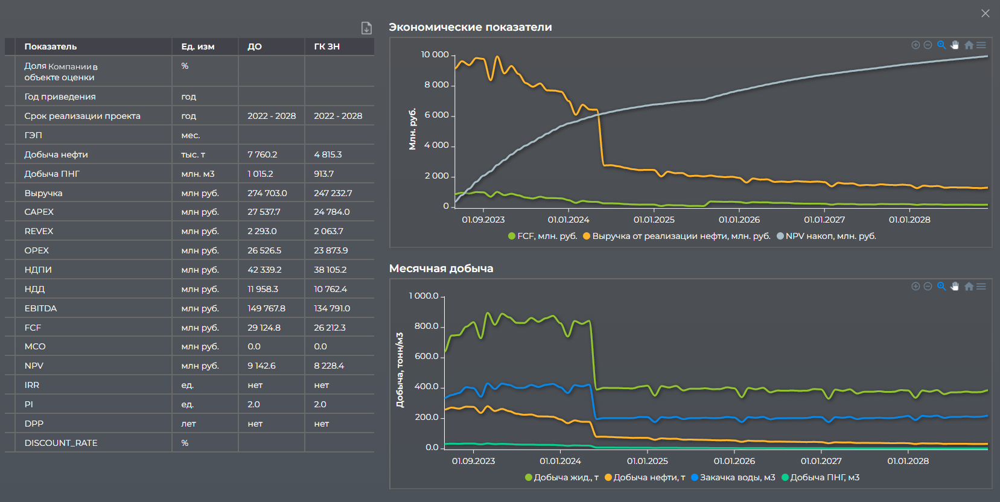 Показатель Ед. изм ДО ГК ЗН
Доля Компании в %
объекте оценки
Год приведения год
Срок реализации проекта год 2022 - 2028 2022 - 2028
ГЭП мес.
Добыча нефти тыс. т 7 760.2 4 815.3
Добыча ПНГ млн. м3 1 015.2 913.7
Выручка млн руб. 274 703.0 247 232.7
CAPEX млн руб. 27 537.7 24 784.0
REVEX млн руб. 2 293.0 2 063.7
OPEX млн руб. 26 526.5 23 873.9
НДПИ млн руб. 42 339.2 38 105.2
НДД млн руб. 11 958.3 10 762.4
EBITDA млн руб. 149 767.8 134 791.0
FCF млн руб. 29 124.8 26 212.3
МСО млн руб. 0.0 0.0
NPV млн руб. 9 142.6 8 228.4
IRR ед. нет нет
PI ед. 2.0 2.0
DPP лет нет нет
DISCOUNT_RATE %
Экономические показатели
Млн. руб.
10 000
8 000
6 000
4 000
2 000
0
01.09.2023 01.01.2024 01.01.2025 01.01.2026 01.01.2027 01.01.2028
FCF, млн. руб. Выручка от реализации нефти, млн. руб. NPV накоп, млн. руб.
Месячная добыча
Добыча, тонн/м3
1 000.0
800.0
600.0
400.0
200.0
0.0
01.09.2023 01.01.2024 01.01.2025 01.01.2026 01.01.2027 01.01.2028
Добыча жид., т Добыча нефти, т Закачка воды, м3 Добыча ПНГ, м3